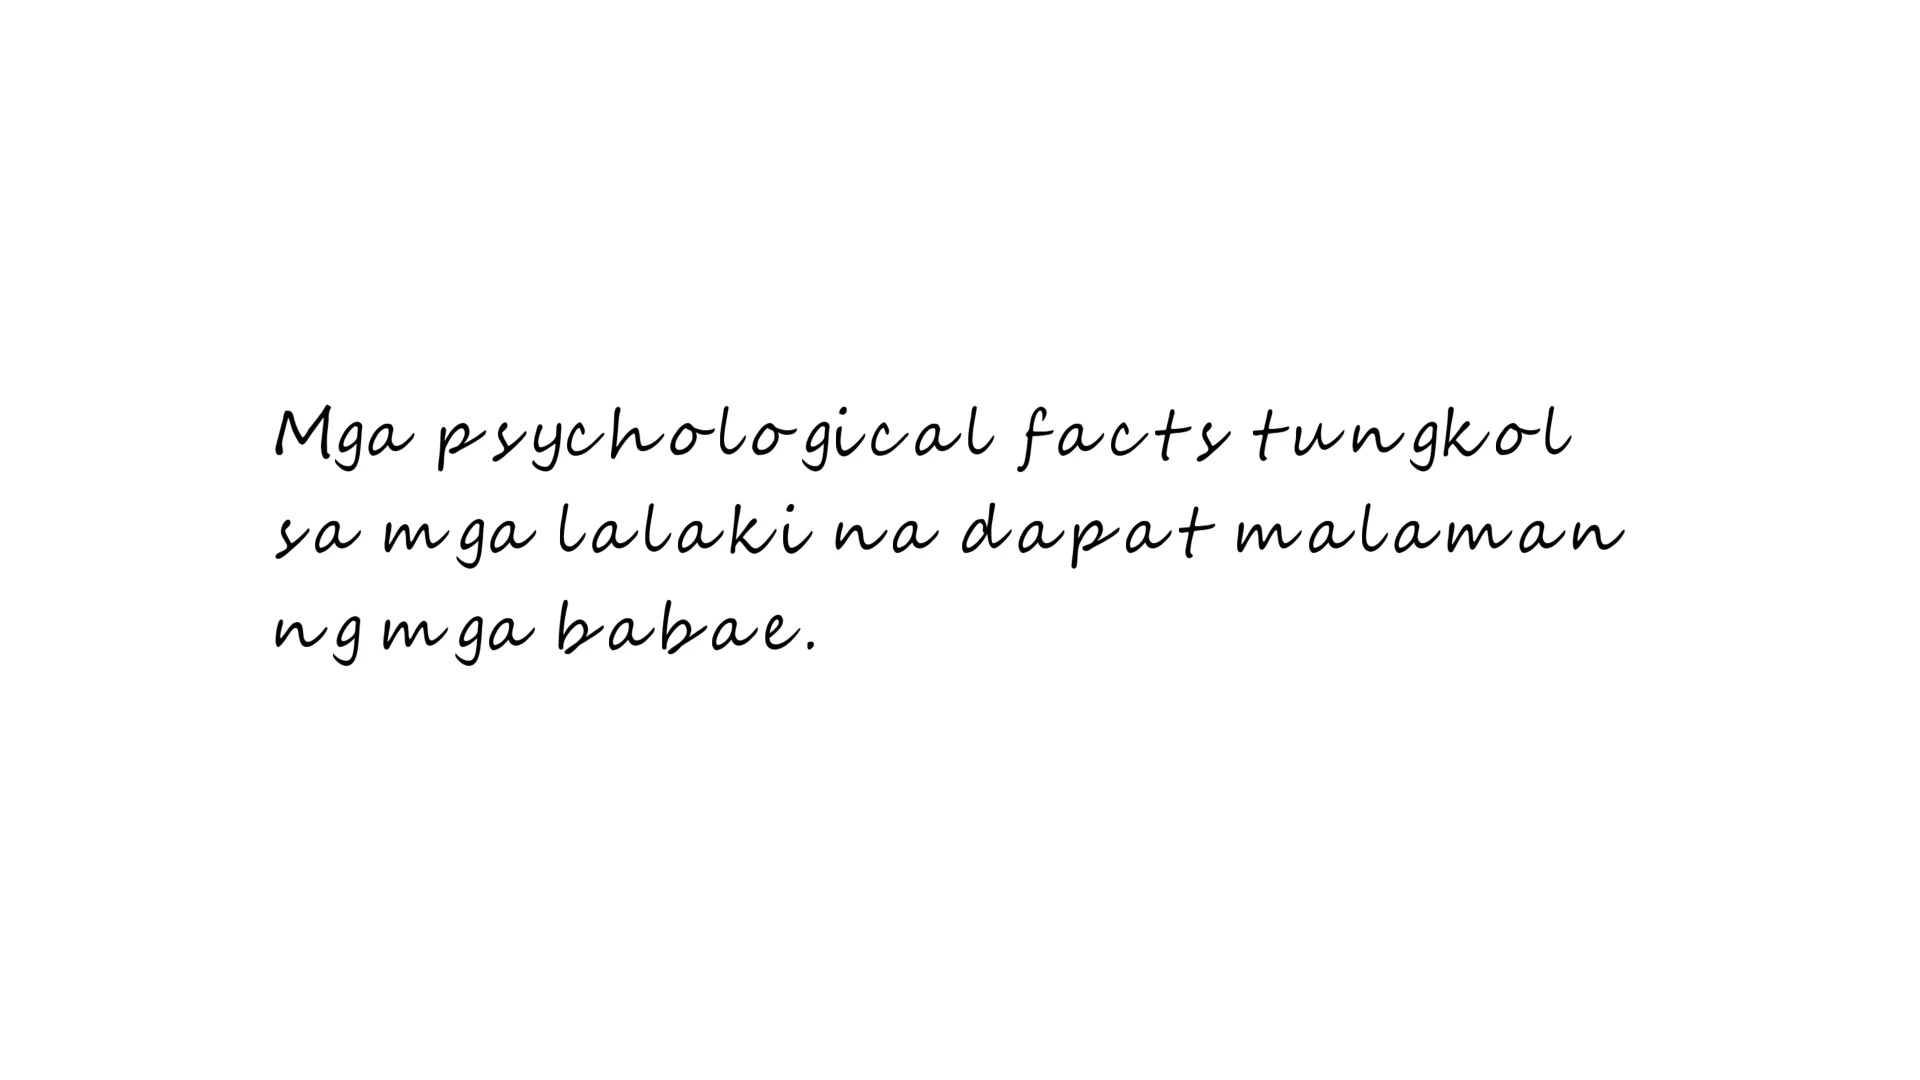 Mga psychological facts tungkol
sa mga lalaki na dapat malaman
ng mga babae.